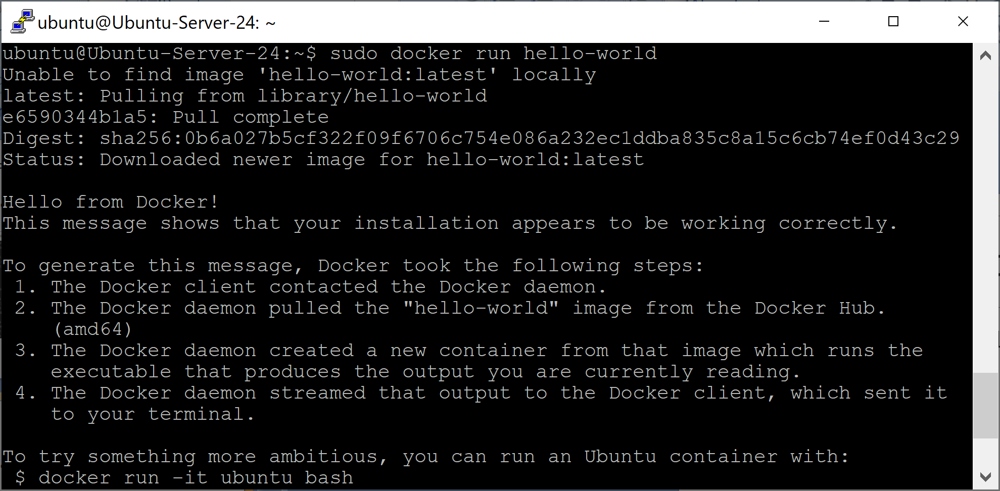 ubuntu@Ubuntu-Server-24: ~
ubuntu@Ubuntu-Server-24:~$ sudo docker run hello-world
Unable to find image 'hello-world:latest' locally
latest: Pulling from library/hello-world
e6590344b1a5: Pull complete
Digest: sha256:0b6a027b5cf322f09f6706c754e086a232ec1ddba835c8a15c6cb74ef0d43c29
Status: Downloaded newer image for hello-world:latest

Hello from Docker!
This message shows that your installation appears to be working correctly.

To generate this message, Docker took the following steps:
 1. The Docker client contacted the Docker daemon.
 2. The Docker daemon pulled the "hello-world" image from the Docker Hub.
    (amd64)
 3. The Docker daemon created a new container from that image which runs the
    executable that produces the output you are currently reading.
 4. The Docker daemon streamed that output to the Docker client, which sent it
    to your terminal.

To try something more ambitious, you can run an Ubuntu container with:
 $ docker run -it ubuntu bash